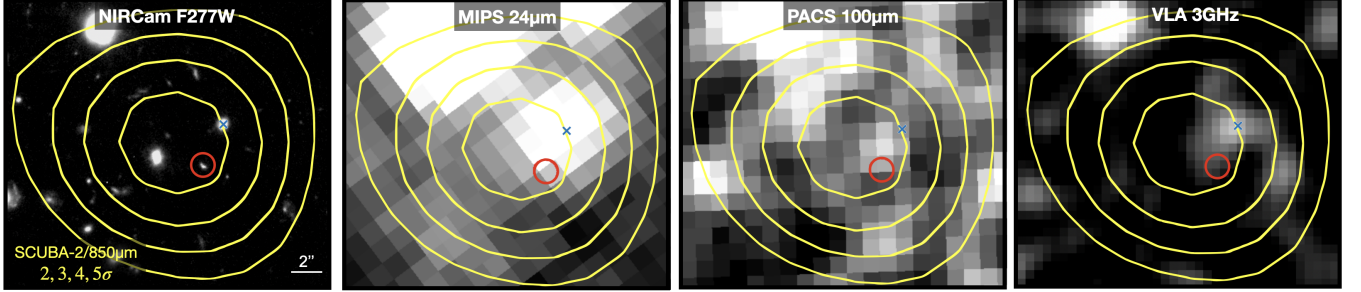 NIRCam F277W
MIPS 24μm
PACS 100μm
VLA 3GHz
SCUBA-2/850μm
2, 3, 4, 5σ
2”